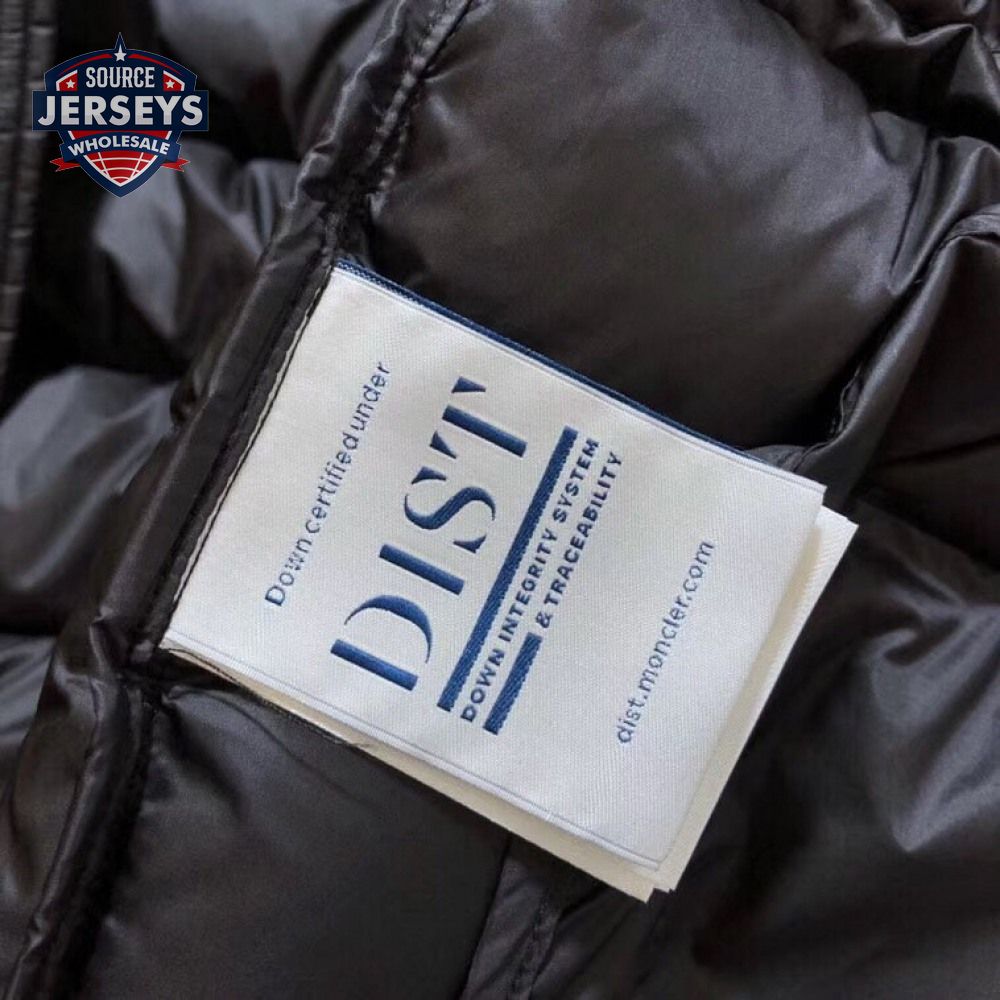 SOURCE
JERSEYS
WHOLESALE
Down certified under
DIST
DOWN INTEGRITY SYSTEM
& TRACEABILITY
dist.moncler.com